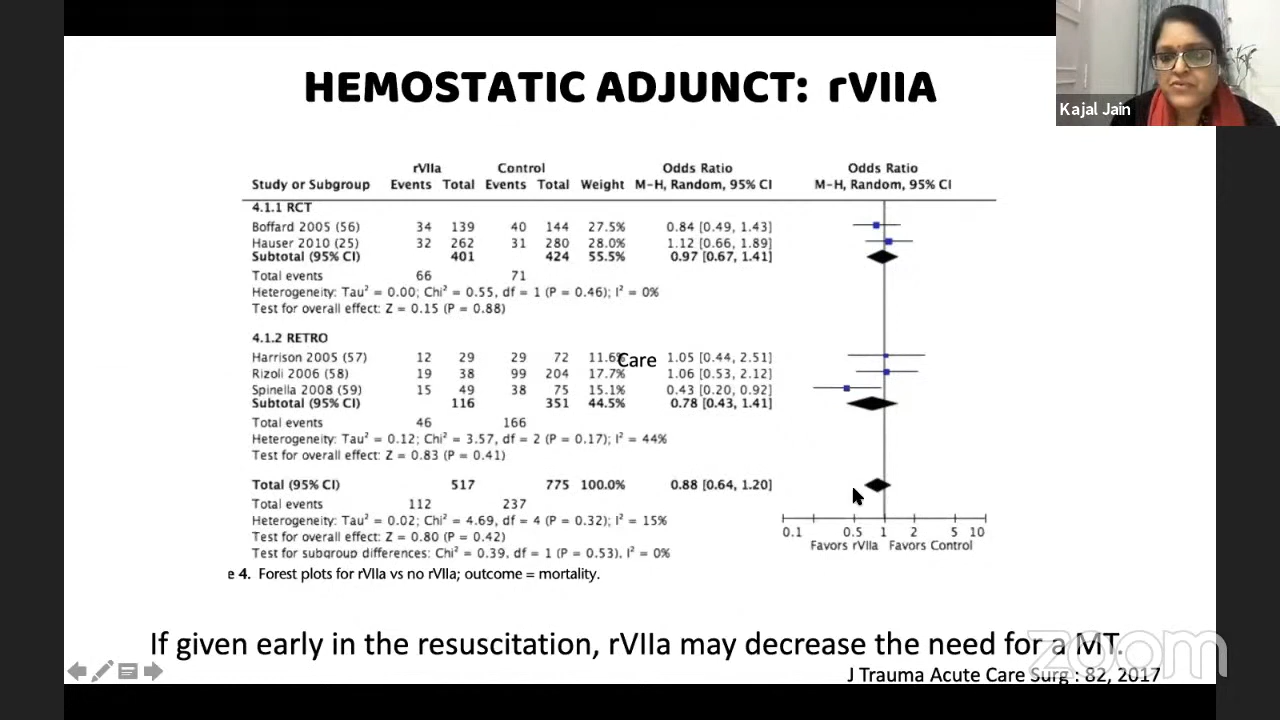 HEMOSTATIC ADJUNCT: rVIIA
Kajal Jain
rVIIa Control Odds Ratio Odds Ratio
Study or Subgroup Events Total Events Total Weight M-H, Random, 95% CI M-H, Random, 95% CI
4.1.1 RCT
Boffard 2005 (56) 34 139 40 144 27.5% 0.84 [0.49, 1.43]
Hauser 2010 (25) 32 262 31 280 28.0% 1.12 [0.66, 1.89]
Subtotal (95% CI) 401 424 55.5% 0.97 [0.67, 1.41]
Total events 66 71
Heterogeneity: Tau² = 0.00; Chi² = 0.55, df = 1 (P = 0.46); I² = 0%
Test for overall effect: Z = 0.15 (P = 0.88)
4.1.2 RETRO
Harrison 2005 (57) 12 29 29 72 11.6% Care 1.05 [0.44, 2.51]
Rizoli 2006 (58) 19 38 99 204 17.7% 1.06 [0.53, 2.12]
Spinella 2008 (59) 15 49 38 75 15.1% 0.43 [0.20, 0.92]
Subtotal (95% CI) 116 351 44.5% 0.78 [0.43, 1.41]
Total events 46 166
Heterogeneity: Tau² = 0.12; Chi² = 3.57, df = 2 (P = 0.17); I² = 44%
Test for overall effect: Z = 0.83 (P = 0.41)
Total (95% CI) 517 775 100.0% 0.88 [0.64, 1.20]
Total events 112 237
Heterogeneity: Tau² = 0.02; Chi² = 4.69, df = 4 (P = 0.32); I² = 15%
Test for overall effect: Z = 0.80 (P = 0.42)
Test for subgroup differences: Chi² = 0.39, df = 1 (P = 0.53), I² = 0%
0.1 0.5 1 2 5 10
Favors rVIIa Favors Control
e 4. Forest plots for rVIIa vs no rVIIa; outcome = mortality.
If given early in the resuscitation, rVIIa may decrease the need for a MT.
zoom
J Trauma Acute Care Surg : 82, 2017